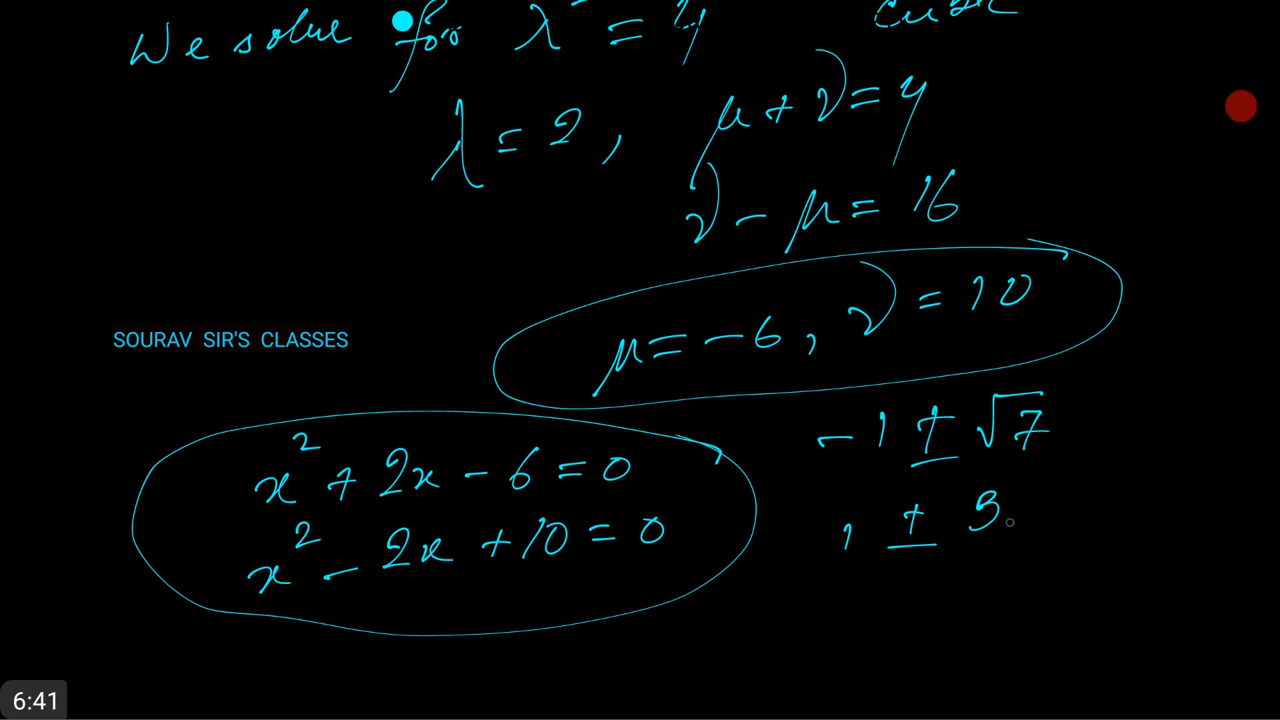 We solve for λ² = 4
λ = 2, μ + ν = 4
ν - μ = 16
μ = -6, ν = 10
SOURAV SIR'S CLASSES
x² + 2x - 6 = 0
x² - 2x + 10 = 0
-1 ± √7
1 ± 3
6:41